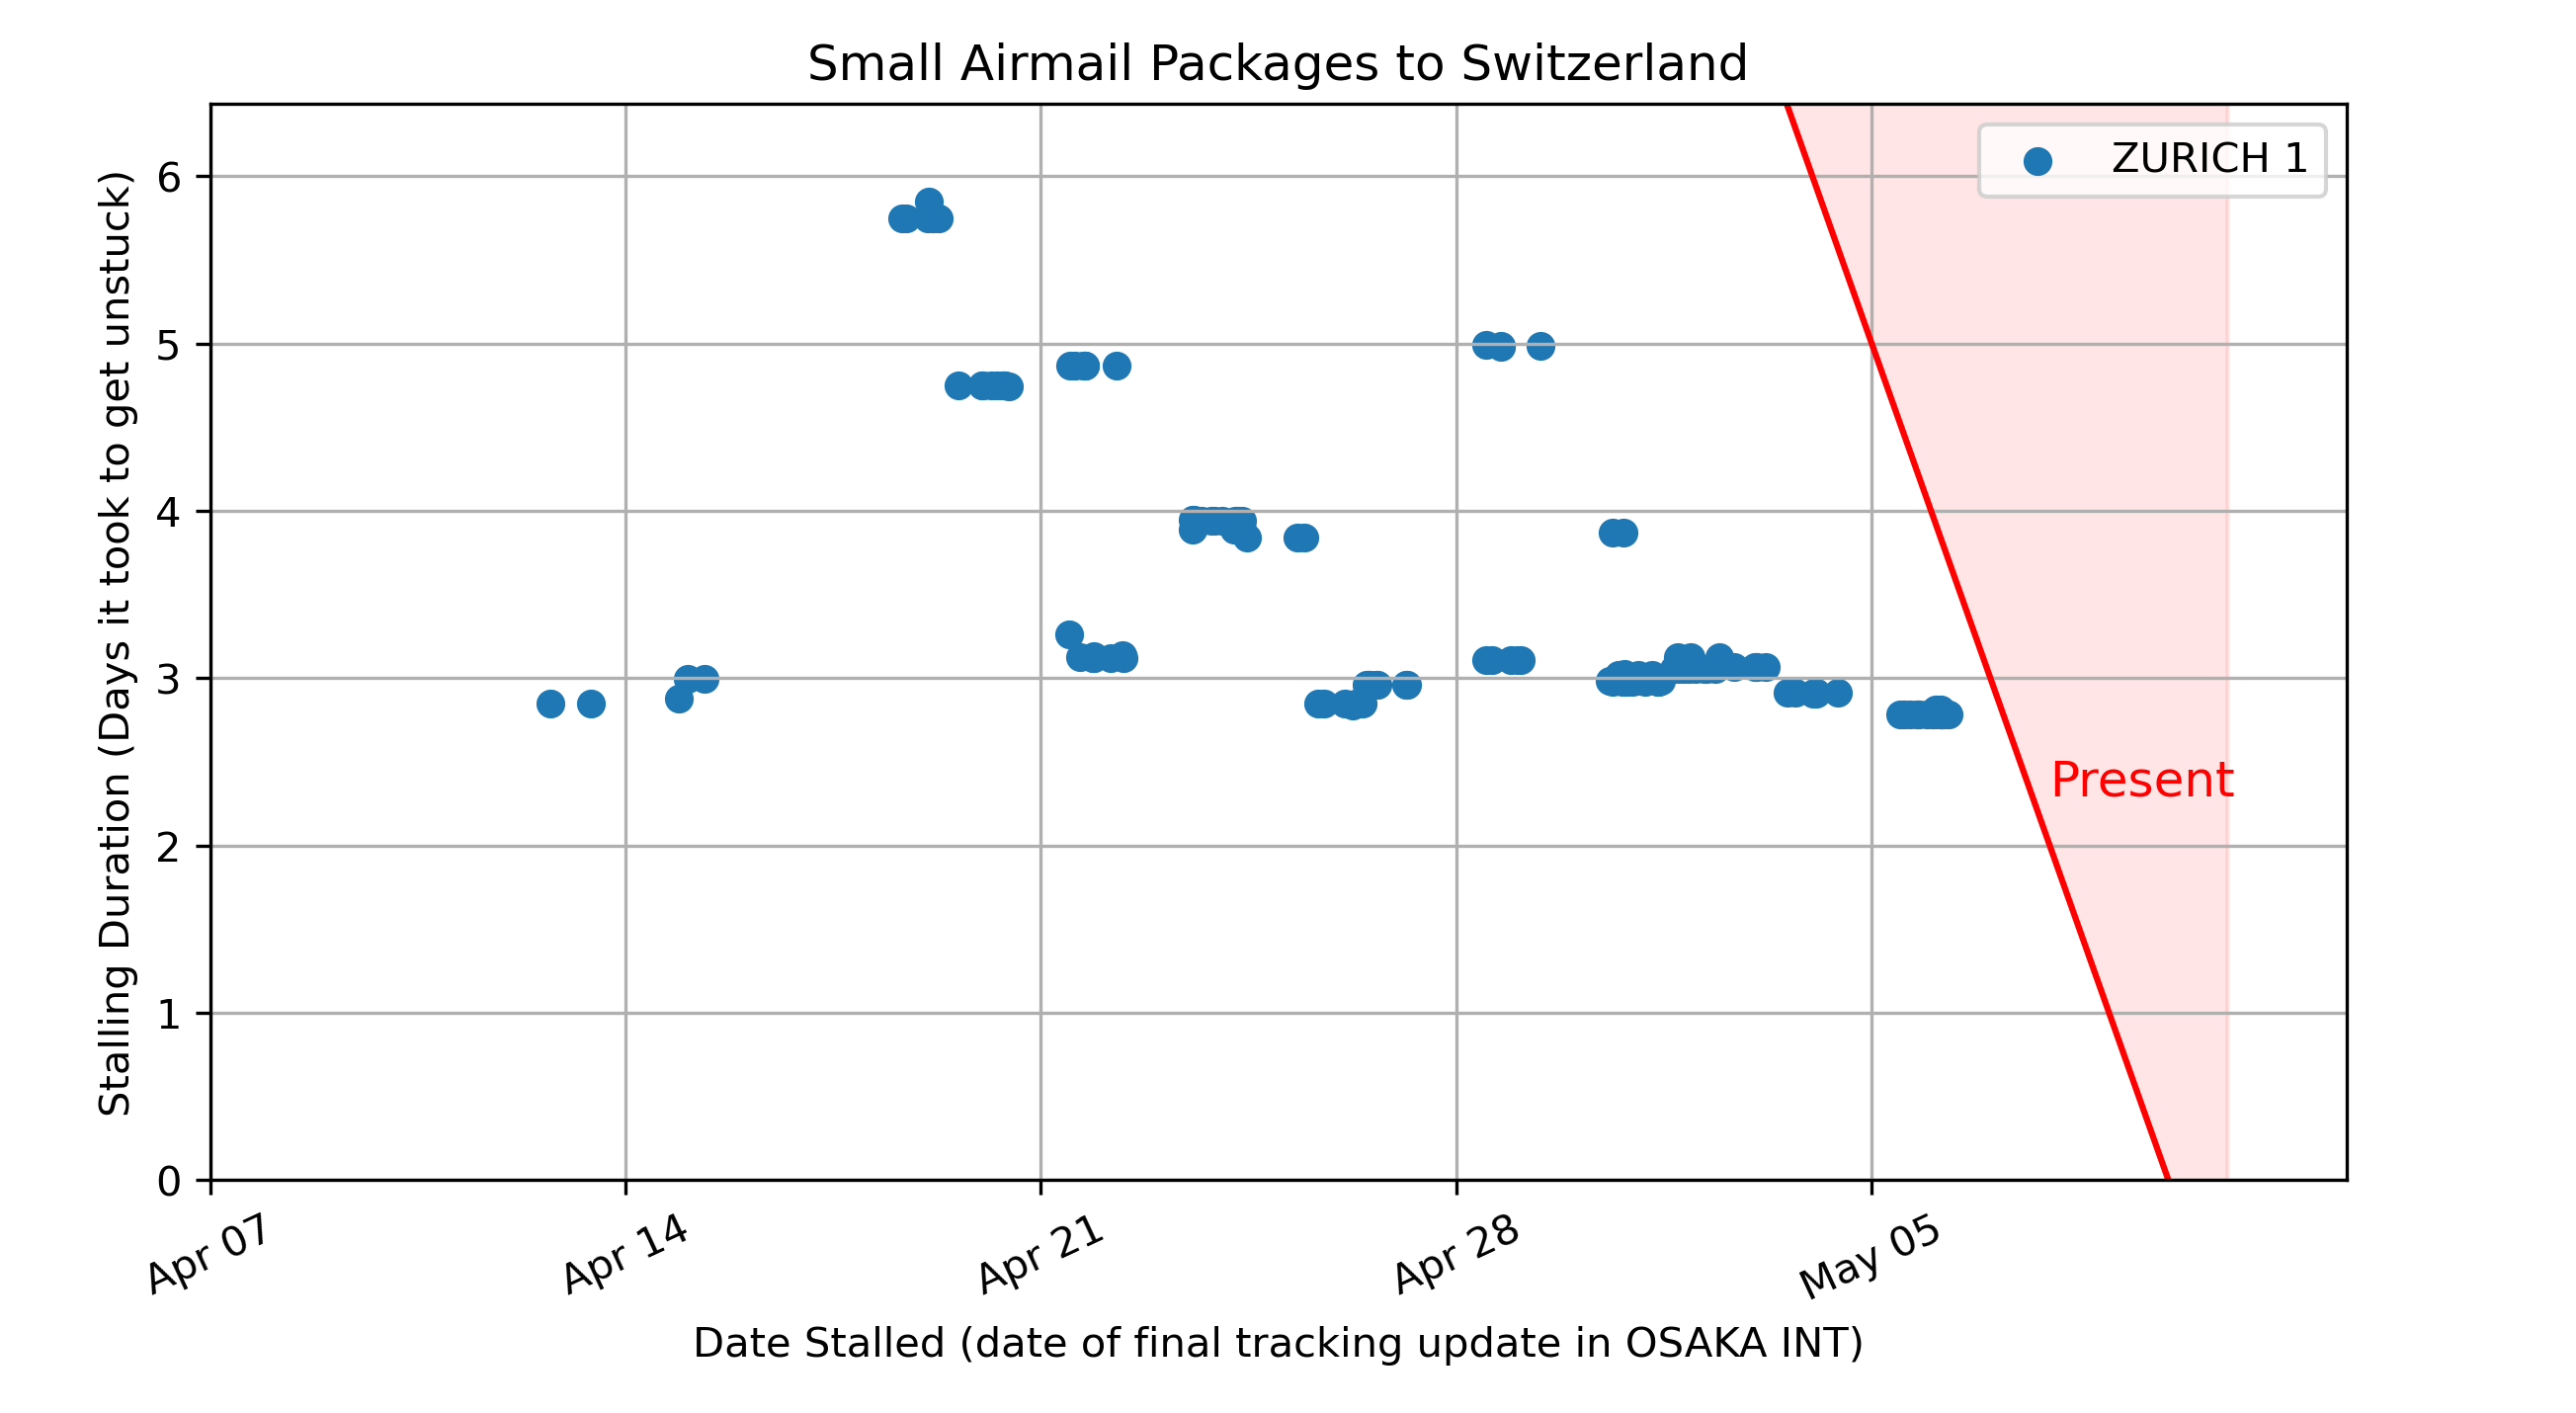 Small Airmail Packages to Switzerland
ZURICH 1
Stalling Duration (Days it took to get unstuck)
6
5
4
3
2
1
0
Present
Apr 07
Apr 14
Apr 21
Apr 28
May 05
Date Stalled (date of final tracking update in OSAKA INT)